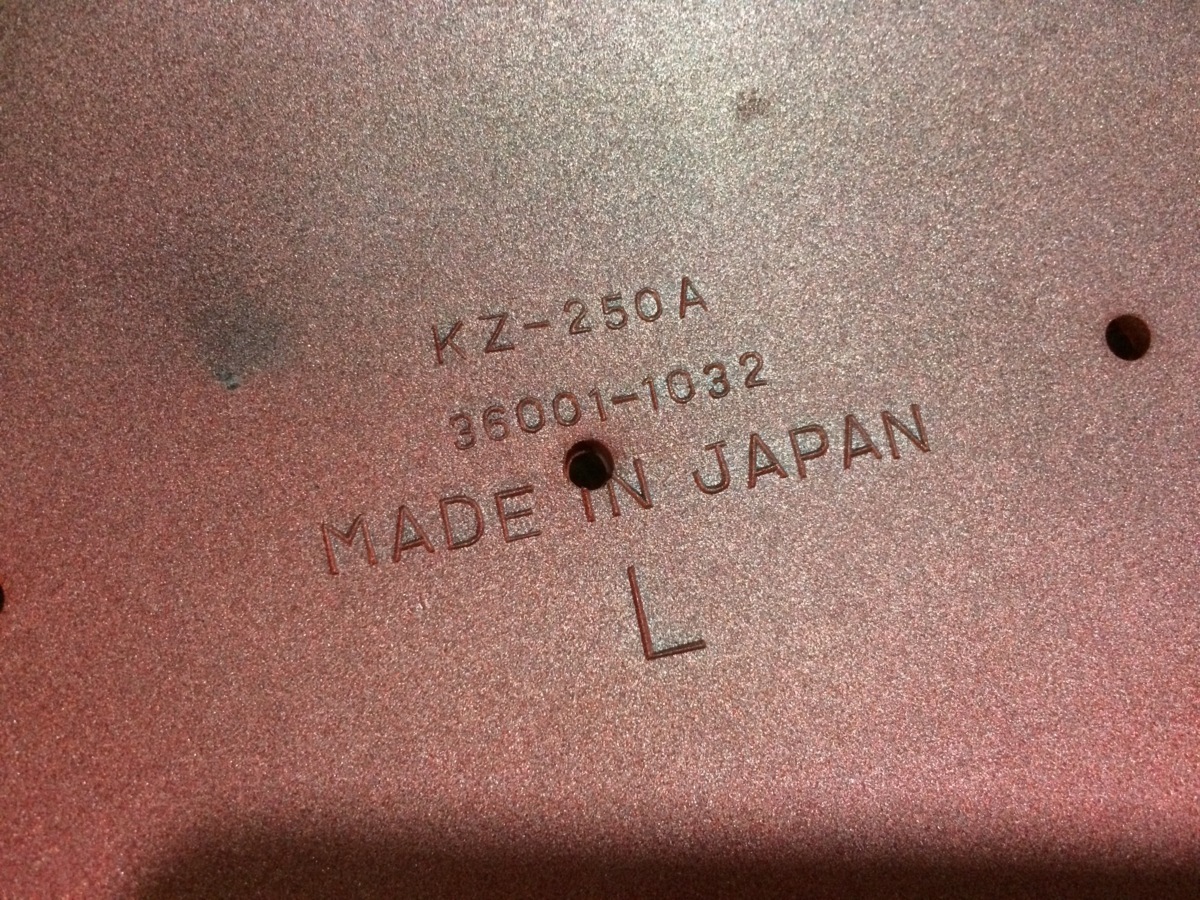 KZ-250A
36001-1032
MADE IN JAPAN
L